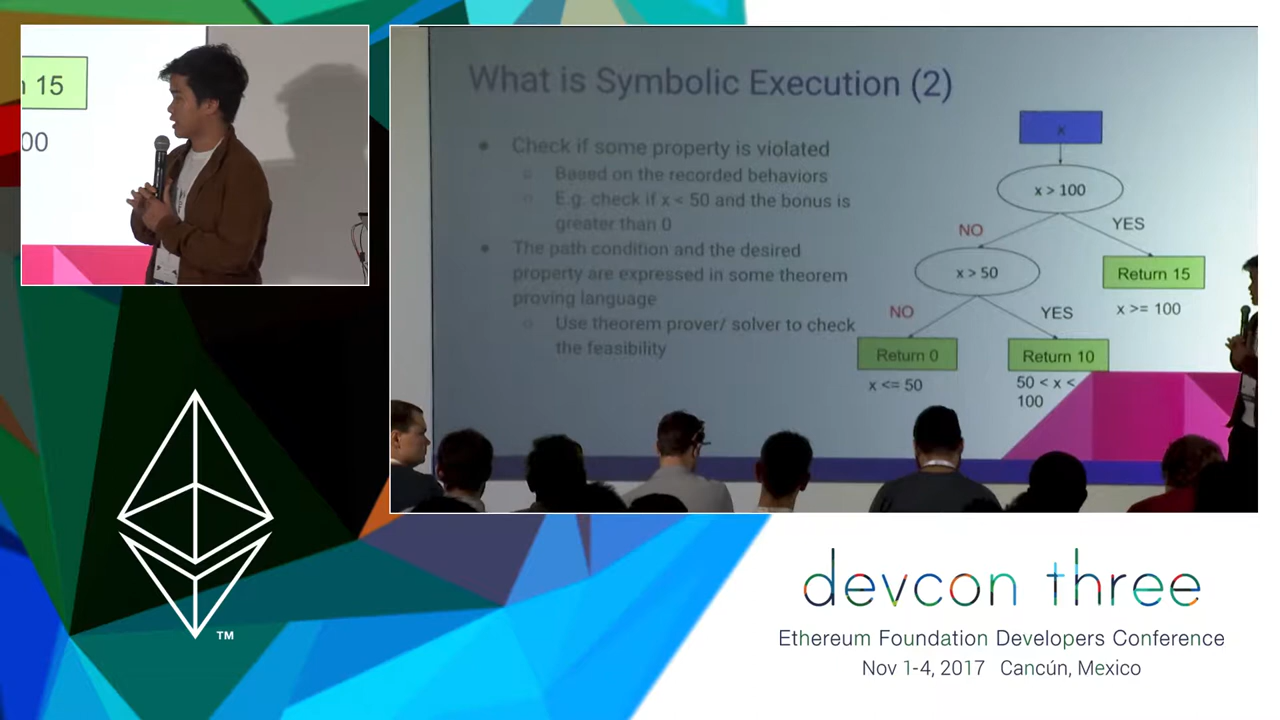 15
00
What is Symbolic Execution (2)
Check if some property is violated
Based on the recorded behaviors
E.g. check if x < 50 and the bonus is
greater than 0
The path condition and the desired
property are expressed in some theorem
proving language
Use theorem prover/ solver to check
the feasibility
x
x > 100
NO
YES
x > 50
Return 15
x >= 100
NO
YES
Return 0
Return 10
x <= 50
50 < x <
100
TM
devcon three
Ethereum Foundation Developers Conference
Nov 1-4, 2017 Cancún, Mexico